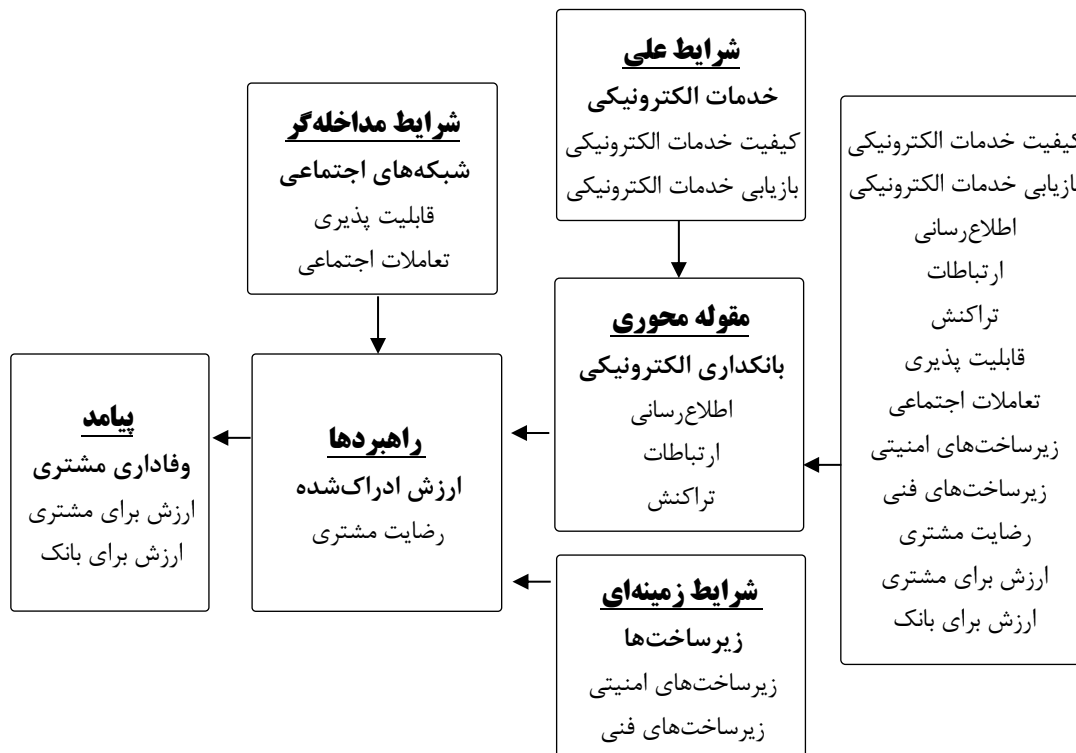 شرایط علی
خدمات الکترونیکی
کیفیت خدمات الکترونیکی
بازیابی خدمات الکترونیکی
شرایط مداخله‌گر
شبکه‌های اجتماعی
قابلیت پذیری
تعاملات اجتماعی
کیفیت خدمات الکترونیکی
بازیابی خدمات الکترونیکی
اطلاع‌رسانی
ارتباطات
تراکنش
قابلیت پذیری
تعاملات اجتماعی
زیرساخت‌های امنیتی
زیرساخت‌های فنی
رضایت مشتری
ارزش برای مشتری
ارزش برای بانک
مقوله محوری
بانکداری الکترونیکی
اطلاع‌رسانی
ارتباطات
تراکنش
راهبردها
ارزش ادراک‌شده
رضایت مشتری
پیامد
وفاداری مشتری
ارزش برای مشتری
ارزش برای بانک
شرایط زمینه‌ای
زیرساخت‌ها
زیرساخت‌های امنیتی
زیرساخت‌های فنی